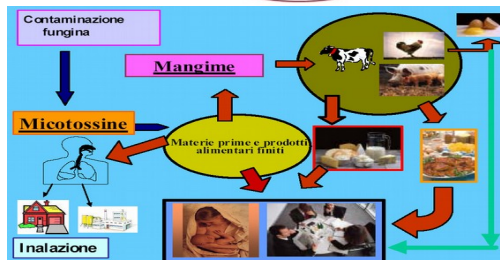 Contaminazione
fungina
Mangime
Micotossine
Materie prime e prodotti
alimentari finiti
Inalazione